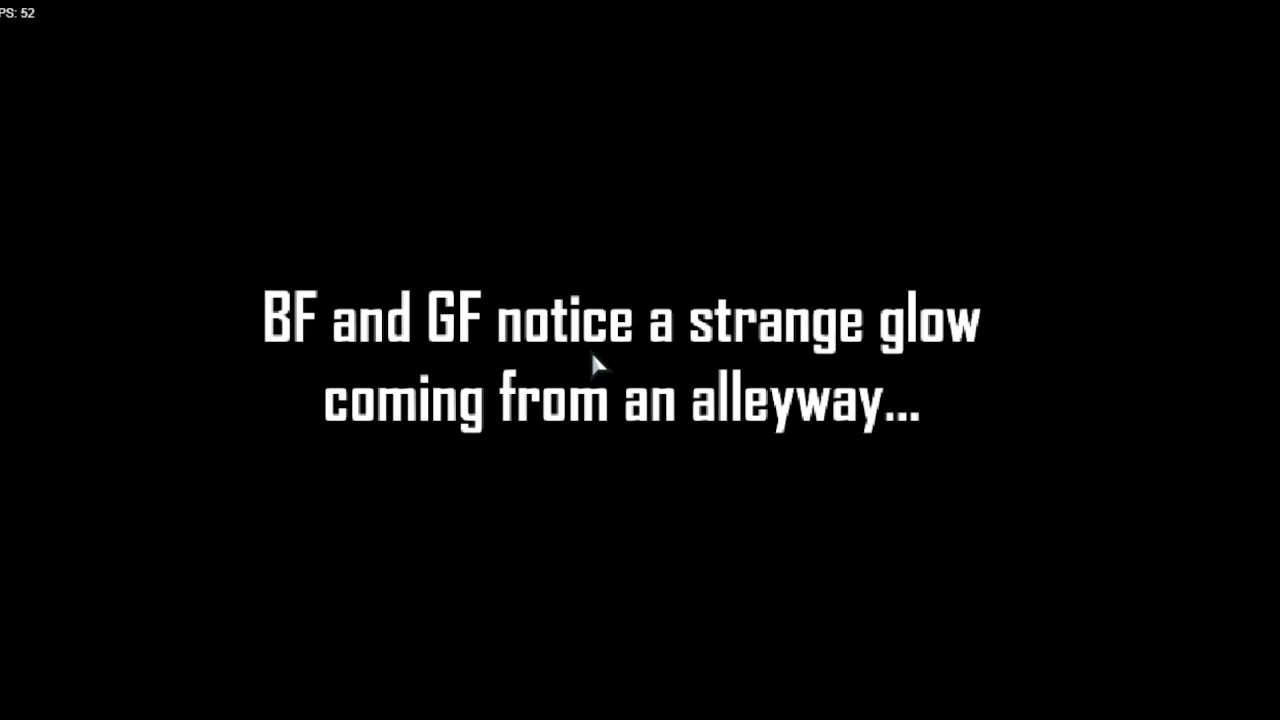 PS: 52
BF and GF notice a strange glow
coming from an alleyway...